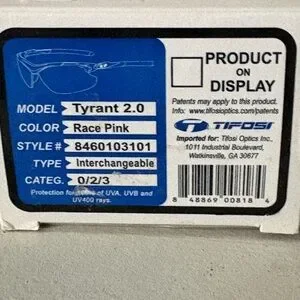 PRODUCT
ON
DISPLAY
Patents may apply to this product.
Info: www.tifosioptics.com/patents
MODEL Tyrant 2.0
COLOR Race Pink
STYLE # 8460103101
TYPE Interchangeable
CATEG. 0/2/3
Protection for of UVA, UVB and
UV400 rays.
TIFOSI
Imported for: Tifosi Optics Inc.
1011 Industrial Boulevard,
Watkinsville, GA 30677
8 48869 00818 4